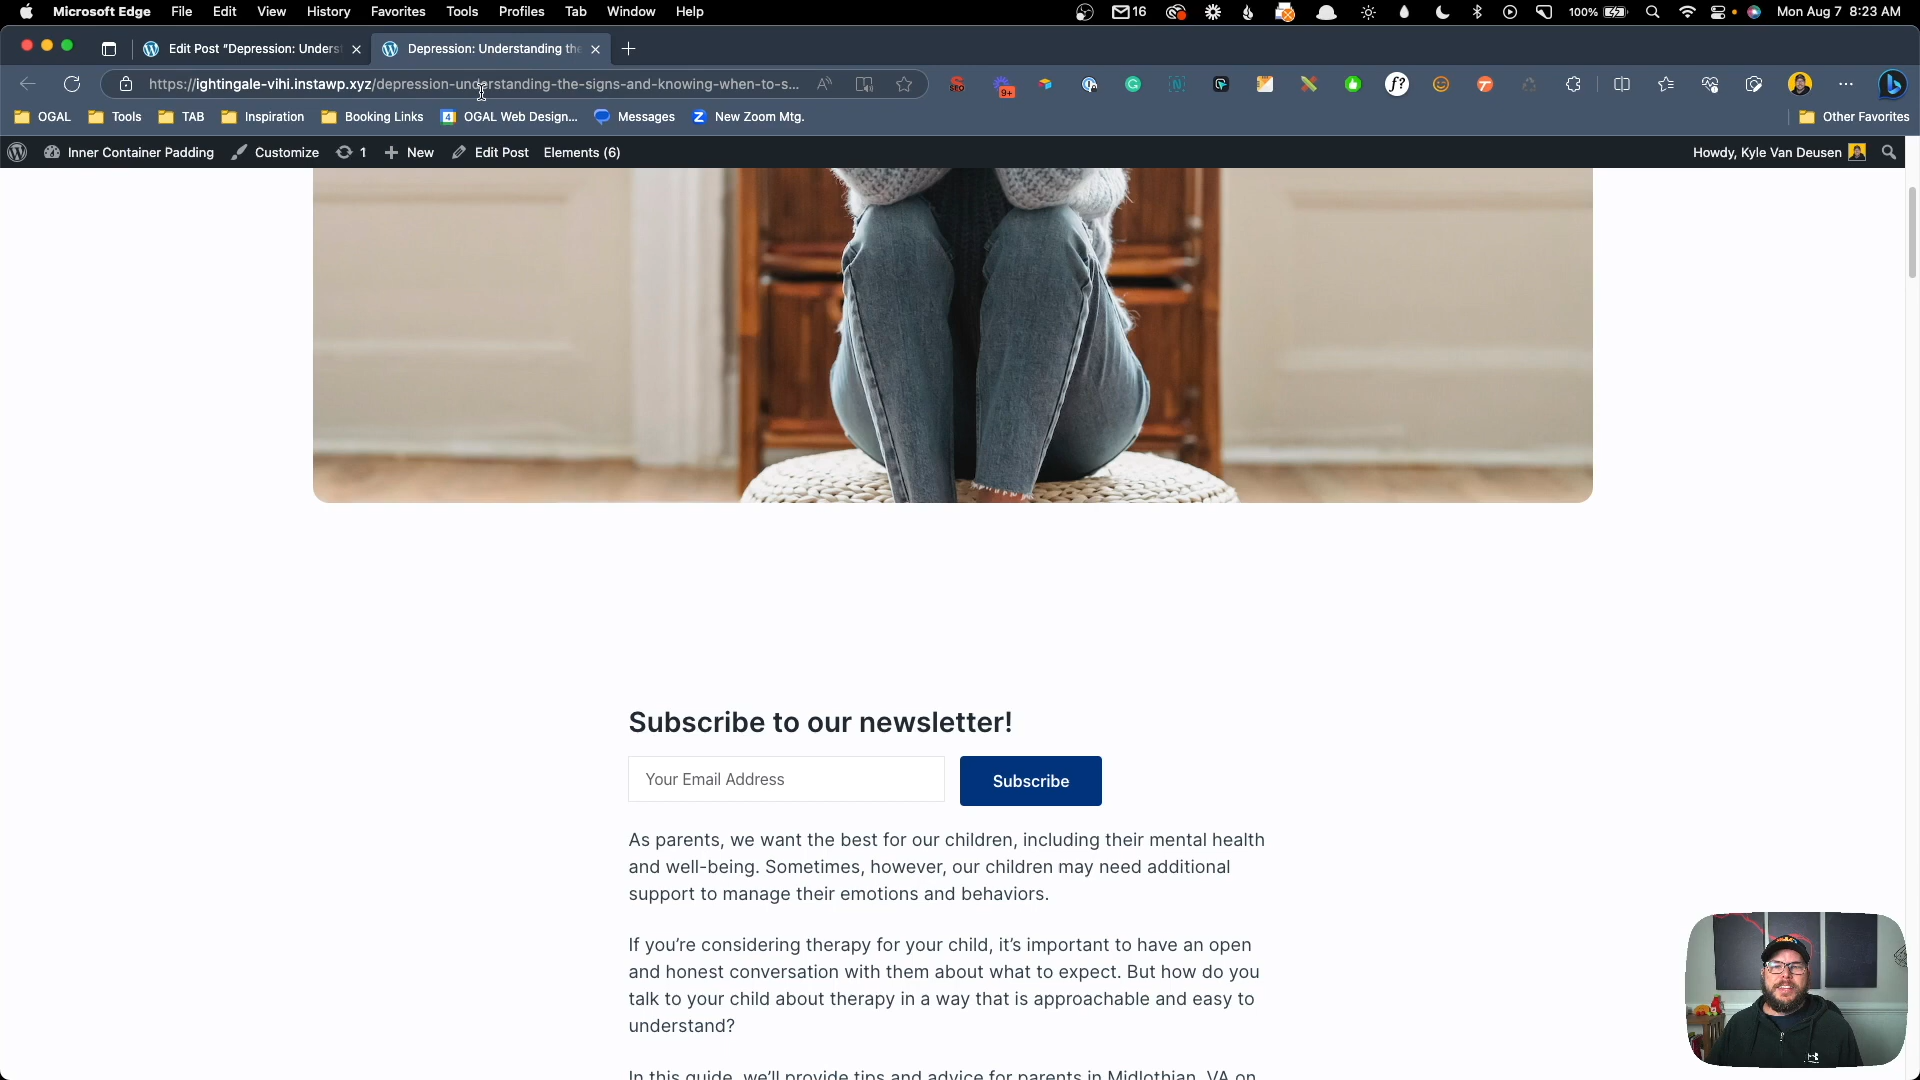 Microsoft Edge File Edit View History Favorites Tools Profiles Tab Window Help 16 100% Mon Aug 7 8:23 AM
Edit Post "Depression: Unders Depression: Understanding the
https://ightingale-vihi.instawp.xyz/depression-understanding-the-signs-and-knowing-when-to-s... 9+ f?
OGAL Tools TAB Inspiration Booking Links OGAL Web Design... Messages New Zoom Mtg. Other Favorites
Inner Container Padding Customize 1 New Edit Post Elements (6) Howdy, Kyle Van Deusen
Subscribe to our newsletter!
Your Email Address Subscribe
As parents, we want the best for our children, including their mental health
and well-being. Sometimes, however, our children may need additional
support to manage their emotions and behaviors.
If you're considering therapy for your child, it's important to have an open
and honest conversation with them about what to expect. But how do you
talk to your child about therapy in a way that is approachable and easy to
understand?
In this guide, we'll provide tips and advice for parents in Midlothian, VA on